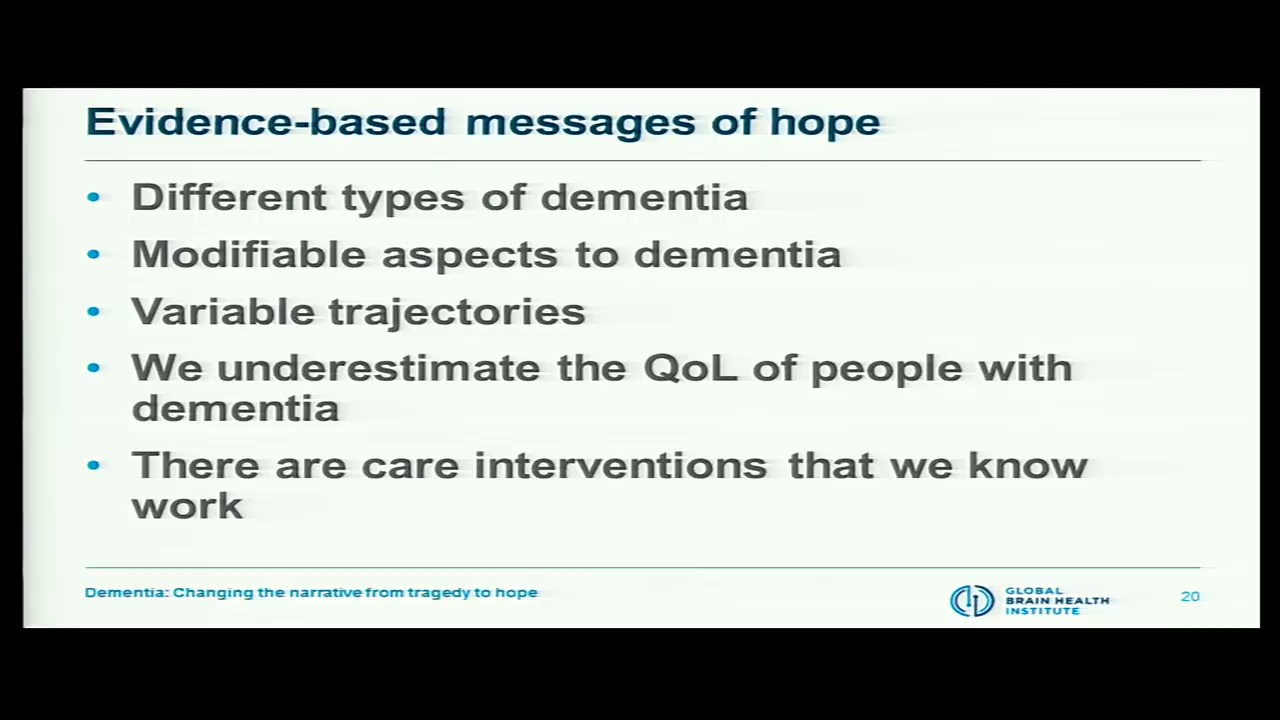 Evidence-based messages of hope
• Different types of dementia
• Modifiable aspects to dementia
• Variable trajectories
• We underestimate the QoL of people with
dementia
• There are care interventions that we know
work
Dementia: Changing the narrative from tragedy to hope
GLOBAL
BRAIN HEALTH
INSTITUTE
20